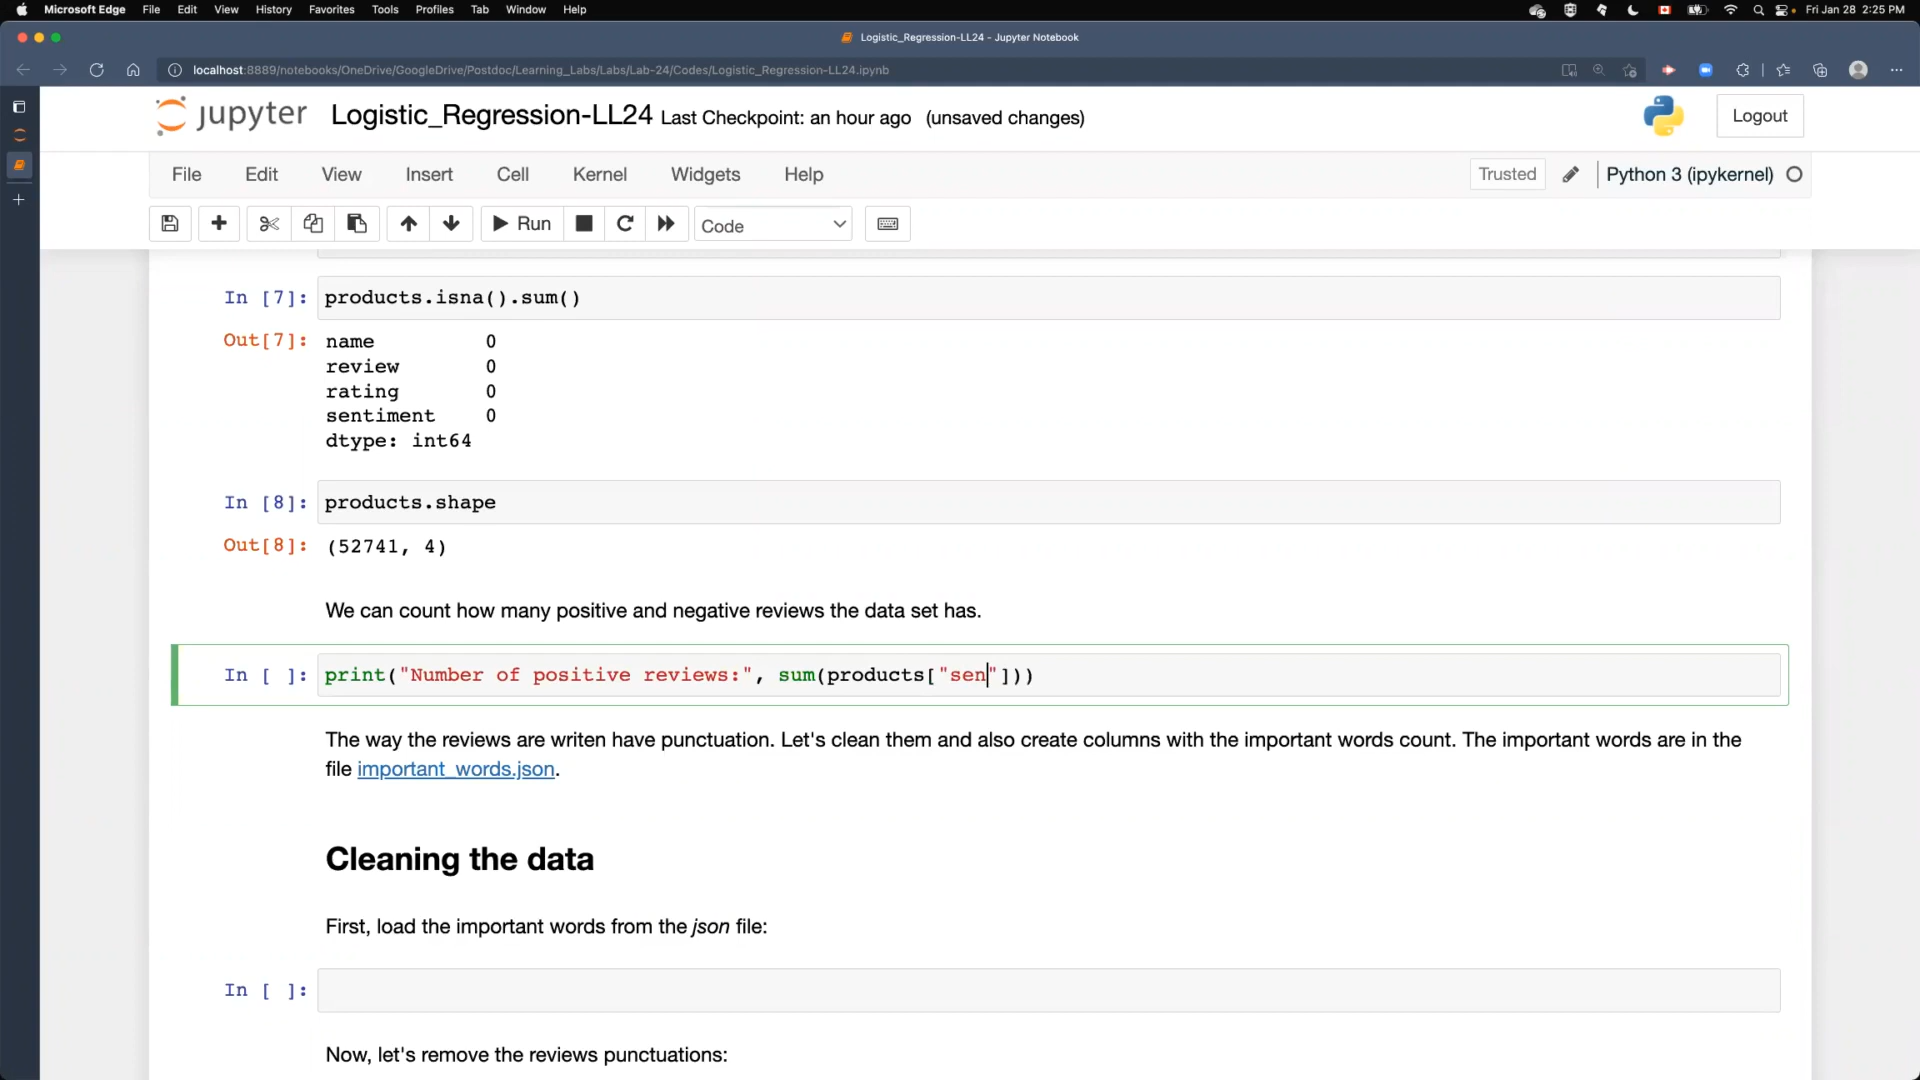 Microsoft Edge File Edit View History Favorites Tools Profiles Tab Window Help Fri Jan 28 2:25 PM
Logistic_Regression-LL24 - Jupyter Notebook
localhost:8889/notebooks/OneDrive/GoogleDrive/Postdoc/Learning_Labs/Labs/Lab-24/Codes/Logistic_Regression-LL24.ipynb
jupyter Logistic_Regression-LL24 Last Checkpoint: an hour ago (unsaved changes) Logout
File Edit View Insert Cell Kernel Widgets Help Trusted Python 3 (ipykernel)
Run Code
In [7]: products.isna().sum()
Out[7]: name 0
review 0
rating 0
sentiment 0
dtype: int64
In [8]: products.shape
Out[8]: (52741, 4)
We can count how many positive and negative reviews the data set has.
In [ ]: print("Number of positive reviews:", sum(products["sen"]))
The way the reviews are writen have punctuation. Let's clean them and also create columns with the important words count. The important words are in the
file important_words.json.
Cleaning the data
First, load the important words from the json file:
In [ ]:
Now, let's remove the reviews punctuations: